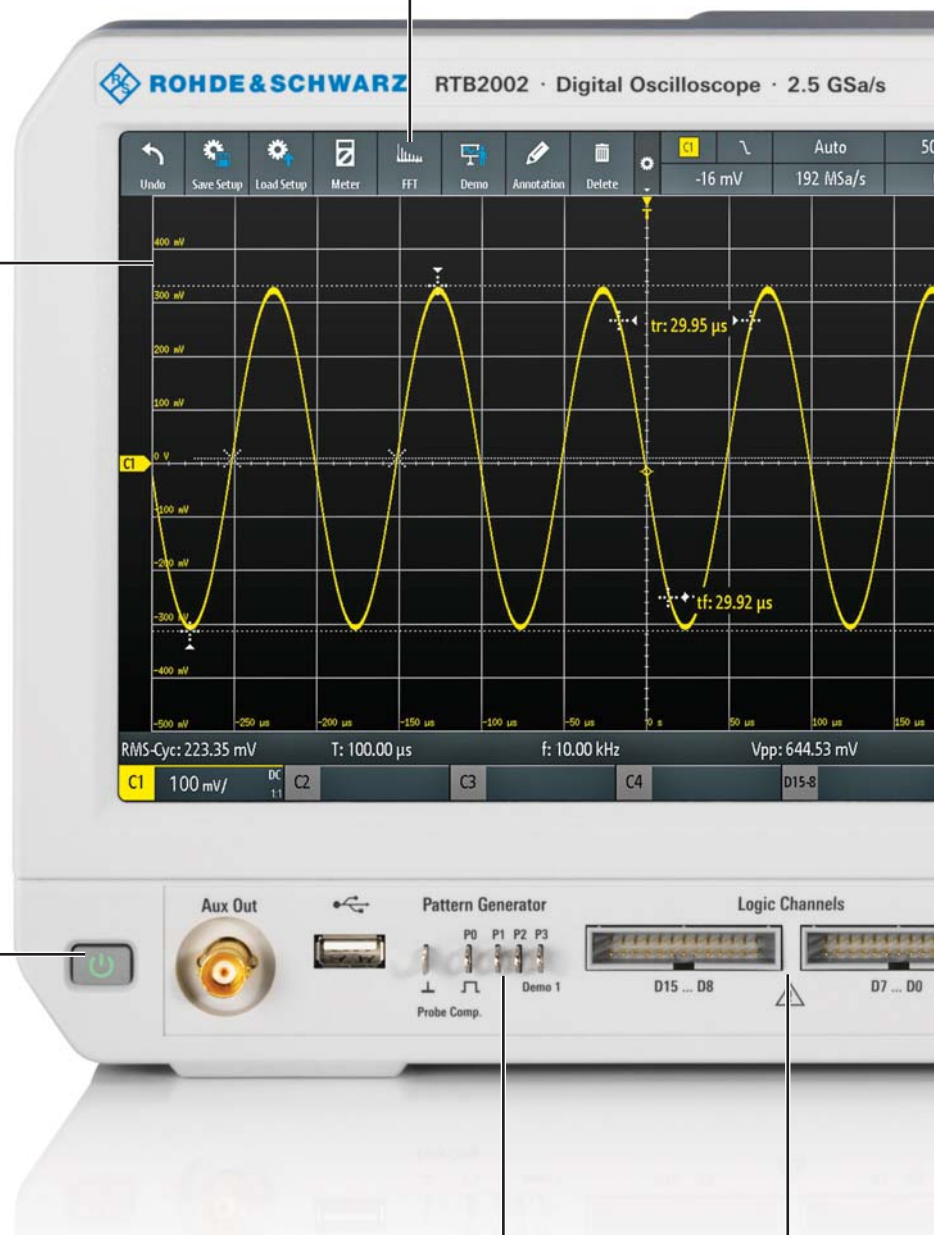 ROHDE&SCHWARZ RTB2002 · Digital Oscilloscope · 2.5 GSa/s
Undo Save Setup Load Setup Meter FFT Demo Annotation Delete
C1 Auto
-16 mV 192 MSa/s
T
400 mV
300 mV
tr: 29.95 µs
200 mV
100 mV
C1 0 V
-100 mV
-200 mV
tf: 29.92 µs
-300 mV
-400 mV
-500 mV -250 µs -200 µs -150 µs -100 µs -50 µs 0 s 50 µs 100 µs 150 µs
RMS-Cyc: 223.35 mV T: 100.00 µs f: 10.00 kHz Vpp: 644.53 mV
C1 100 mV/ DC 1:1 C2 C3 C4 D15-8
Aux Out Pattern Generator Logic Channels
P0 P1 P2 P3
Demo 1 D15 ... D8 D7 ... D0
Probe Comp.